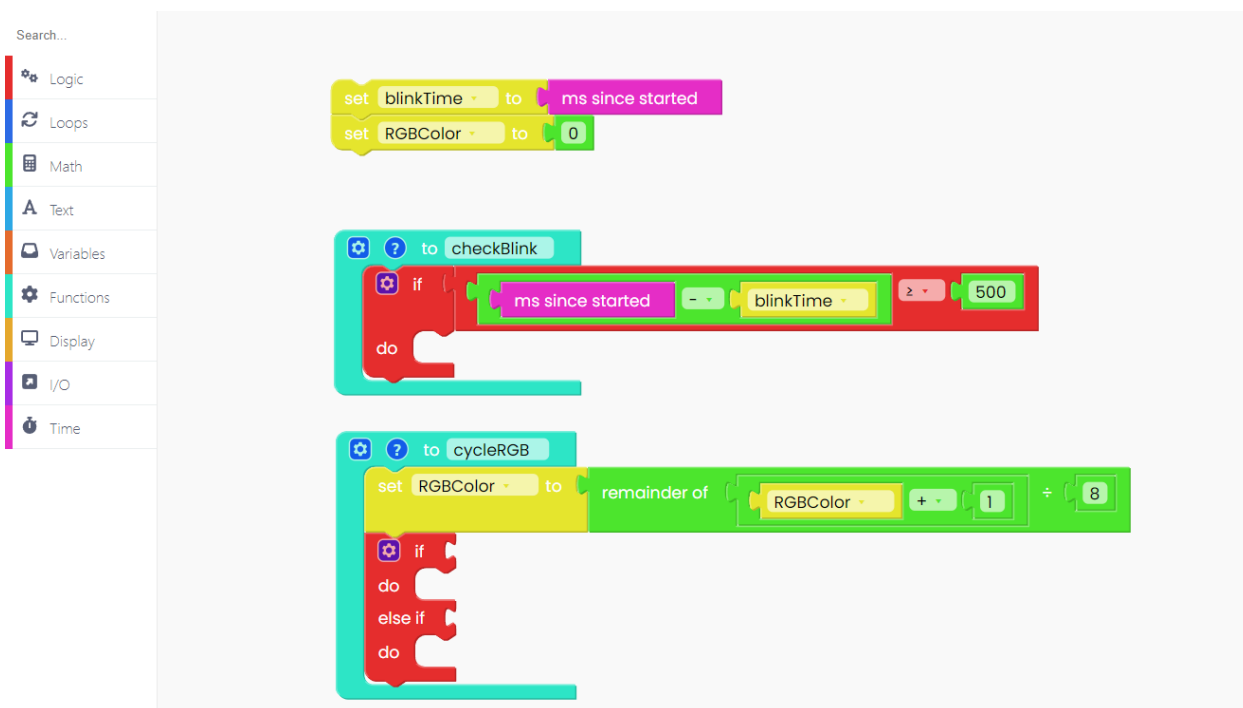 Search...
Logic
Loops
Math
Text
Variables
Functions
Display
I/O
Time
set blinkTime to ms since started
set RGBColor to 0
? to checkBlink
if ms since started - blinkTime ≥ 500
do
? to cycleRGB
set RGBColor to remainder of RGBColor + 1 ÷ 8
if
do
else if
do